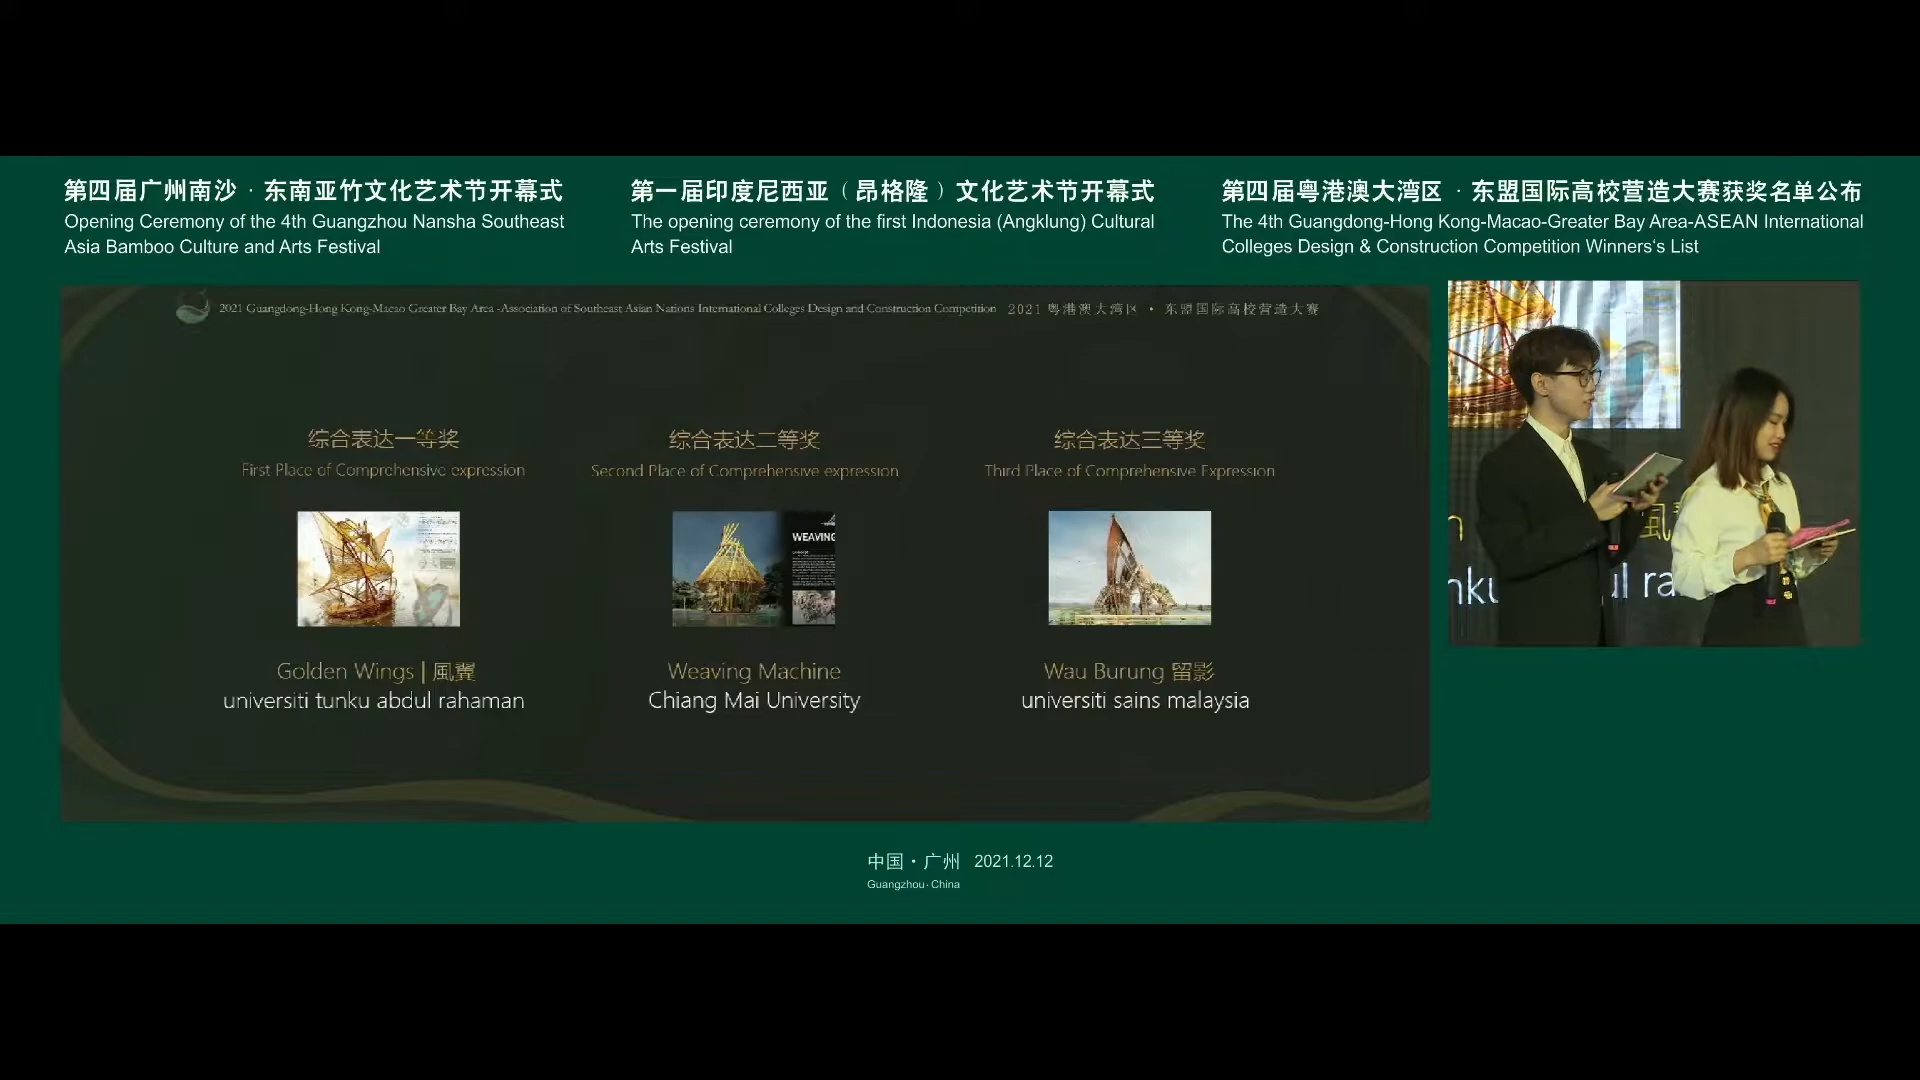 第四届广州南沙·东南亚竹文化艺术节开幕式
Opening Ceremony of the 4th Guangzhou Nansha Southeast
Asia Bamboo Culture and Arts Festival
第一届印度尼西亚（昂格隆）文化艺术节开幕式
The opening ceremony of the first Indonesia (Angklung) Cultural
Arts Festival
第四届粤港澳大湾区·东盟国际高校营造大赛获奖名单公布
The 4th Guangdong-Hong Kong-Macao-Greater Bay Area-ASEAN International
Colleges Design & Construction Competition Winners's List
2021 Guangdong-Hong Kong-Macao Greater Bay Area -Association of Southeast Asian Nations International Colleges Design and Construction Competition 2021 粤港澳大湾区·东盟国际高校营造大赛
综合表达一等奖
First Place of Comprehensive expression
综合表达二等奖
Second Place of Comprehensive expression
综合表达三等奖
Third Place of Comprehensive Expression
WEAVING
Golden Wings | 風翼
universiti tunku abdul rahaman
Weaving Machine
Chiang Mai University
Wau Burung 留影
universiti sains malaysia
風
nku ul ra
中国·广州 2021.12.12
Guangzhou·China